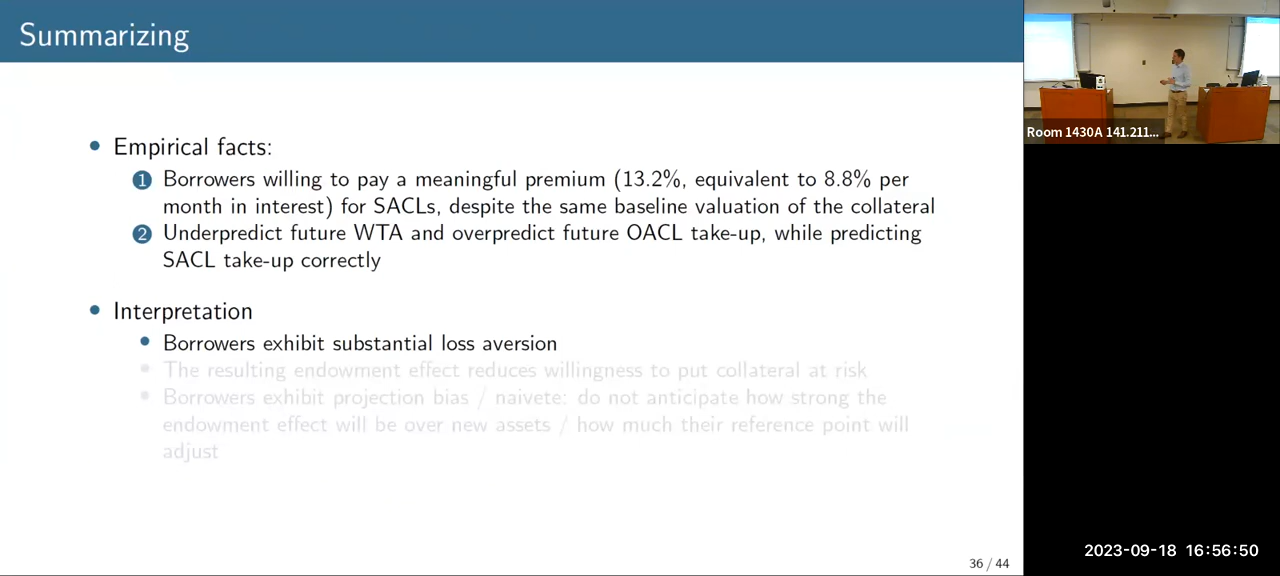 Summarizing
• Empirical facts:
1 Borrowers willing to pay a meaningful premium (13.2%, equivalent to 8.8% per
month in interest) for SACLs, despite the same baseline valuation of the collateral
2 Underpredict future WTA and overpredict future OACL take-up, while predicting
SACL take-up correctly
• Interpretation
• Borrowers exhibit substantial loss aversion
• The resulting endowment effect reduces willingness to put collateral at risk
• Borrowers exhibit projection bias / naivete: do not anticipate how strong the
endowment effect will be over new assets / how much their reference point will
adjust
36 / 44
Room 1430A 141.211...
2023-09-18 16:56:50